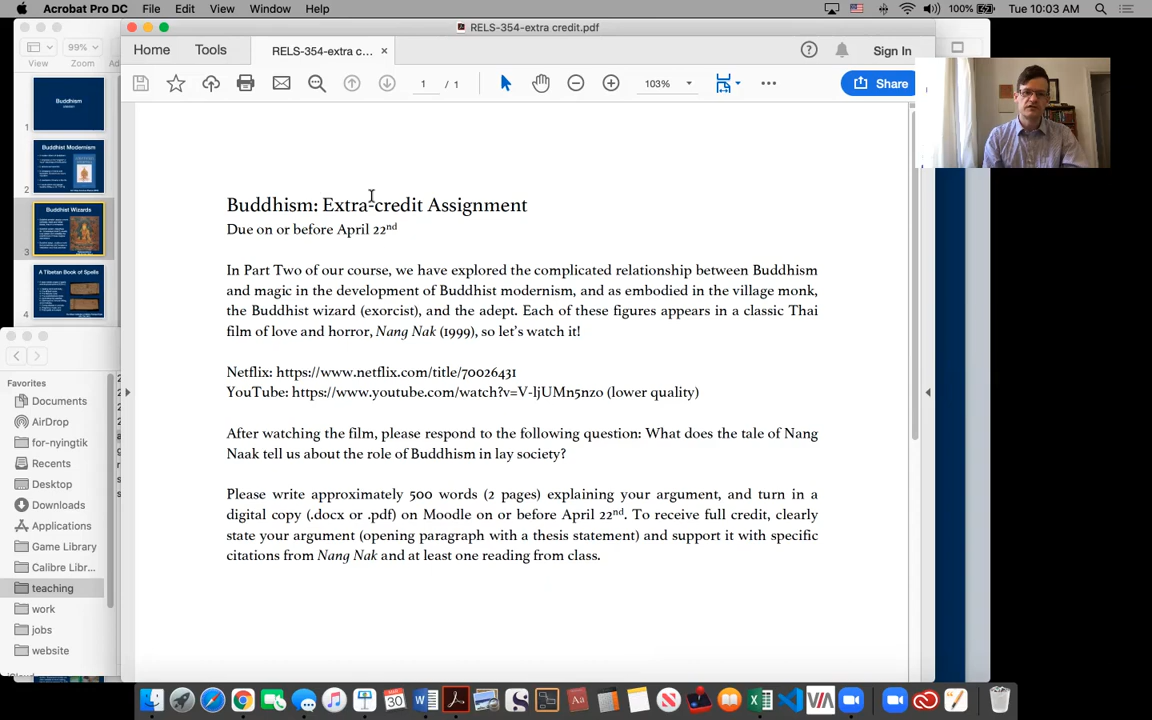 Acrobat Pro DC File Edit View Window Help 100% Tue 10:03 AM
RELS-354-extra credit.pdf
Home Tools RELS-354-extra c... × Sign In
99%
View Zoom
1 / 1 103% Share
Buddhism
1
Buddhist Modernism
2
Buddhist Wizards
3
A Tibetan Book of Spells
4
Buddhism: Extra-credit Assignment
Due on or before April 22nd
In Part Two of our course, we have explored the complicated relationship between Buddhism
and magic in the development of Buddhist modernism, and as embodied in the village monk,
the Buddhist wizard (exorcist), and the adept. Each of these figures appears in a classic Thai
film of love and horror, Nang Nak (1999), so let's watch it!
Netflix: https://www.netflix.com/title/70026431
YouTube: https://www.youtube.com/watch?v=V-ljUMn5nzo (lower quality)
After watching the film, please respond to the following question: What does the tale of Nang
Naak tell us about the role of Buddhism in lay society?
Please write approximately 500 words (2 pages) explaining your argument, and turn in a
digital copy (.docx or .pdf) on Moodle on or before April 22nd. To receive full credit, clearly
state your argument (opening paragraph with a thesis statement) and support it with specific
citations from Nang Nak and at least one reading from class.
Favorites
Documents
AirDrop
for-nyingtik
Recents
Desktop
Downloads
Applications
Game Library
Calibre Libr...
teaching
work
jobs
website
30
VIA